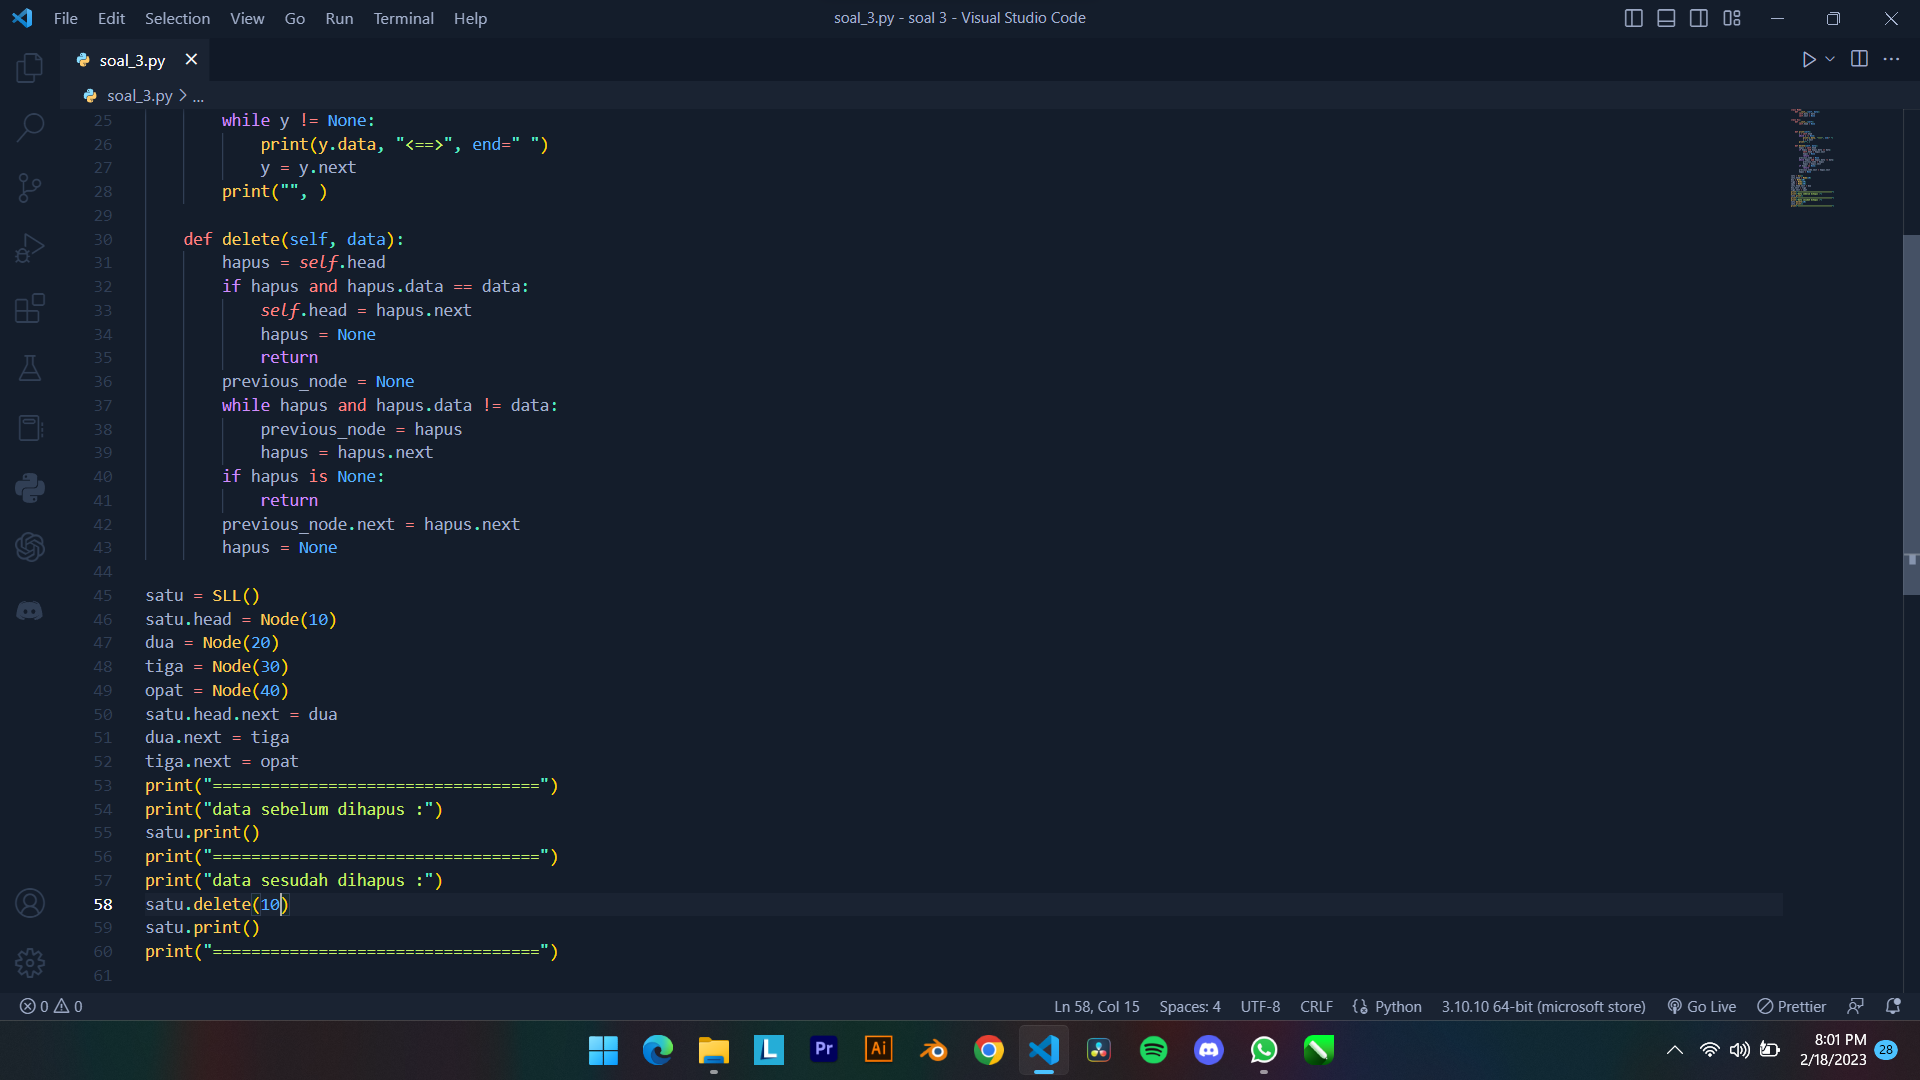 File Edit Selection View Go Run Terminal Help
soal_3.py - soal 3 - Visual Studio Code
soal_3.py
soal_3.py > ...
25 while y != None:
26 print(y.data, "<==>", end=" ")
27 y = y.next
28 print("", )
29
30 def delete(self, data):
31 hapus = self.head
32 if hapus and hapus.data == data:
33 self.head = hapus.next
34 hapus = None
35 return
36 previous_node = None
37 while hapus and hapus.data != data:
38 previous_node = hapus
39 hapus = hapus.next
40 if hapus is None:
41 return
42 previous_node.next = hapus.next
43 hapus = None
44
45 satu = SLL()
46 satu.head = Node(10)
47 dua = Node(20)
48 tiga = Node(30)
49 opat = Node(40)
50 satu.head.next = dua
51 dua.next = tiga
52 tiga.next = opat
53 print("==================================")
54 print("data sebelum dihapus :")
55 satu.print()
56 print("==================================")
57 print("data sesudah dihapus :")
58 satu.delete(10)
59 satu.print()
60 print("==================================")
61
0 0 Ln 58, Col 15 Spaces: 4 UTF-8 CRLF Python 3.10.10 64-bit (microsoft store) Go Live Prettier
L Pr Ai
8:01 PM
2/18/2023 28